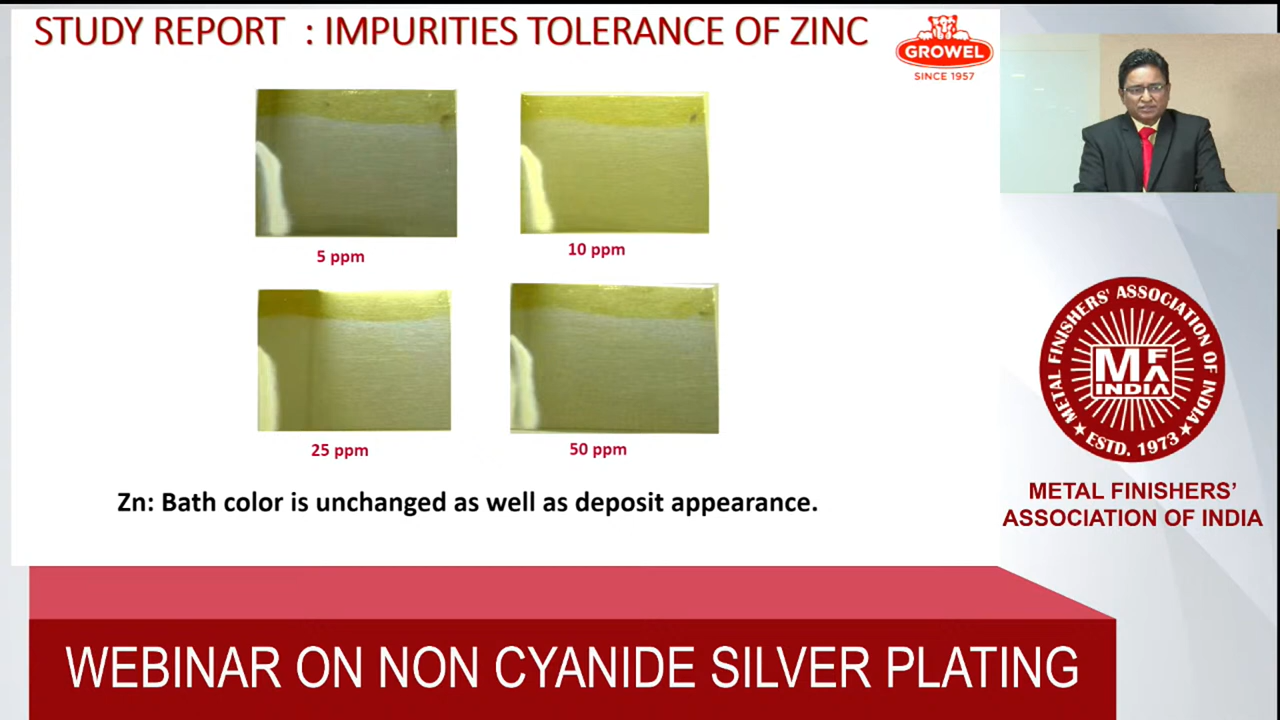 STUDY REPORT : IMPURITIES TOLERANCE OF ZINC
GROWEL
SINCE 1957
5 ppm
10 ppm
25 ppm
50 ppm
Zn: Bath color is unchanged as well as deposit appearance.
METAL FINISHERS' ASSOCIATION OF INDIA
MFA
INDIA
ESTD. 1973
METAL FINISHERS’
ASSOCIATION OF INDIA
WEBINAR ON NON CYANIDE SILVER PLATING